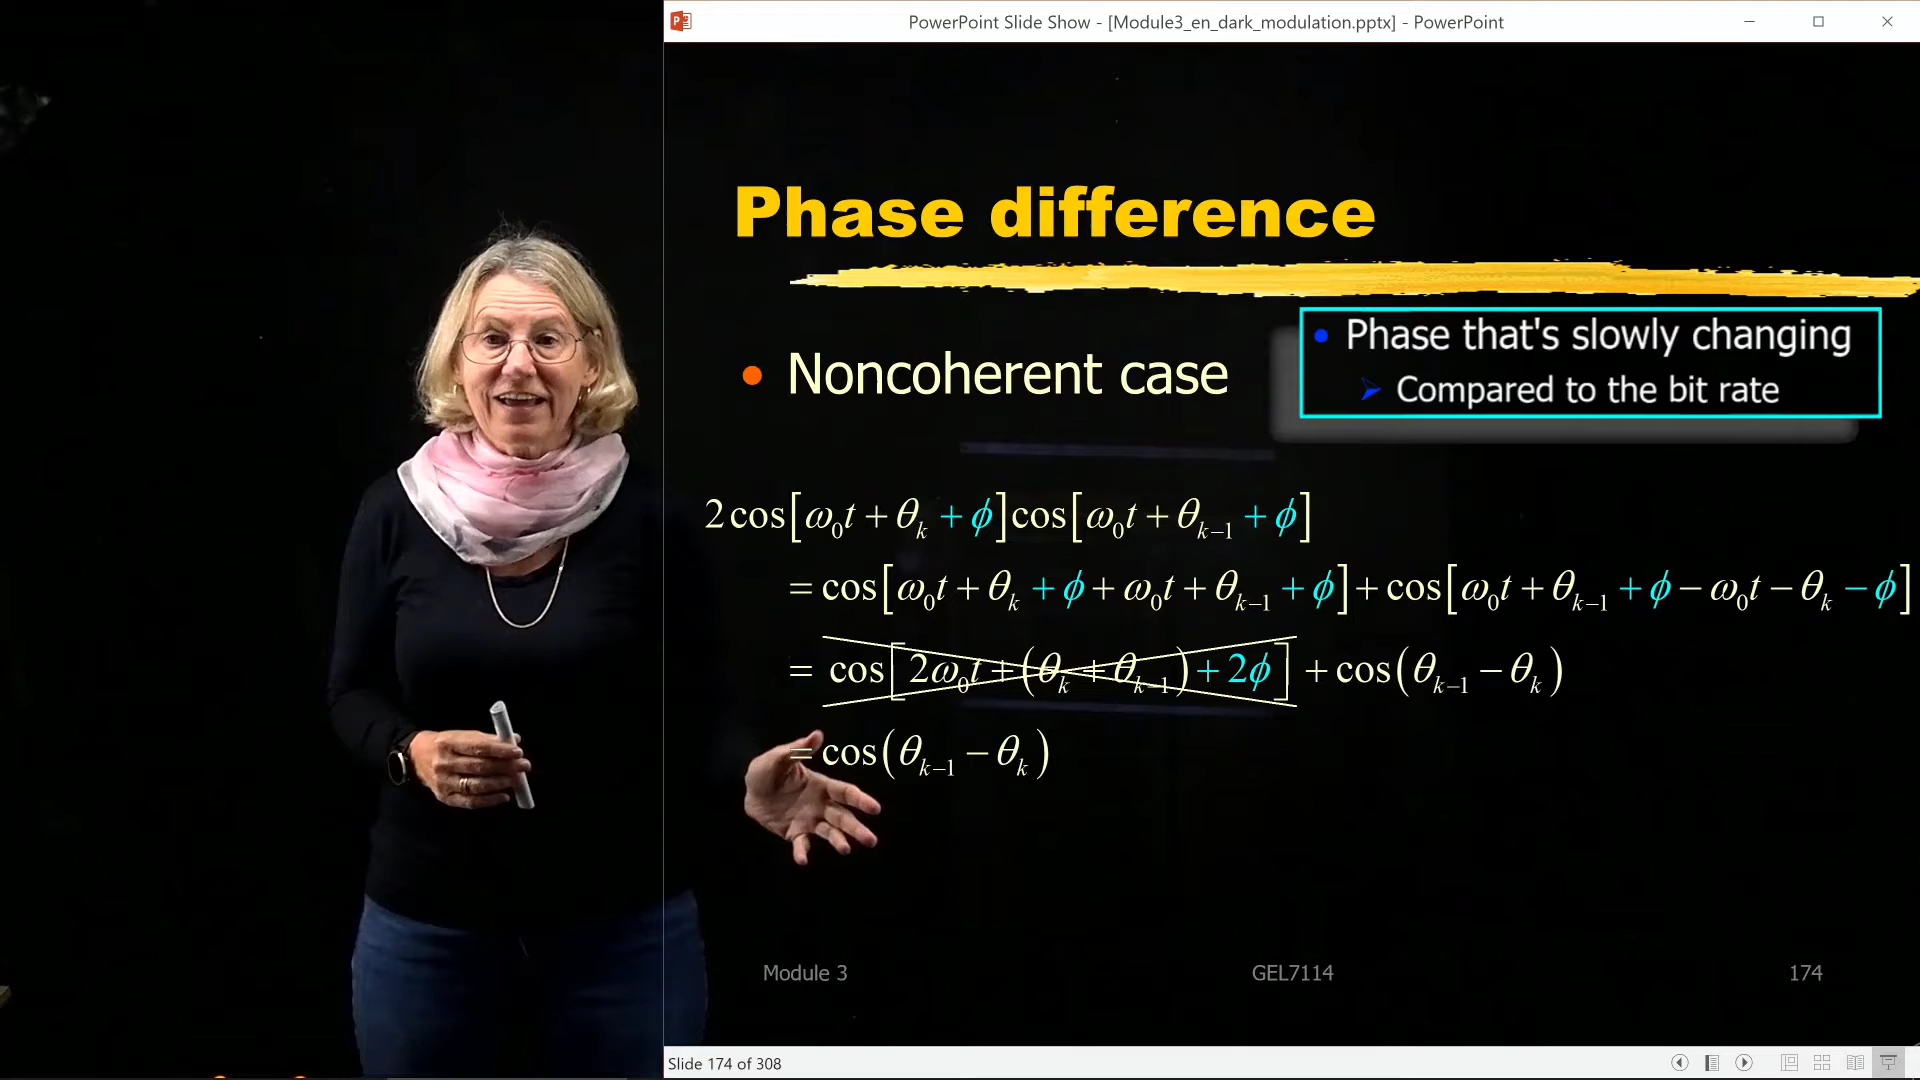 PowerPoint Slide Show - [Module3_en_dark_modulation.pptx] - PowerPoint
Phase difference
• Phase that's slowly changing
➢ Compared to the bit rate
• Noncoherent case
2cos[ω₀t + θₖ + ϕ]cos[ω₀t + θₖ₋₁ + ϕ]
= cos[ω₀t + θₖ + ϕ + ω₀t + θₖ₋₁ + ϕ] + cos[ω₀t + θₖ₋₁ + ϕ − ω₀t − θₖ − ϕ]
= cos[2ω₀t + (θₖ + θₖ₋₁) + 2ϕ] + cos(θₖ₋₁ − θₖ)
= cos(θₖ₋₁ − θₖ)
Module 3 GEL7114 174
Slide 174 of 308